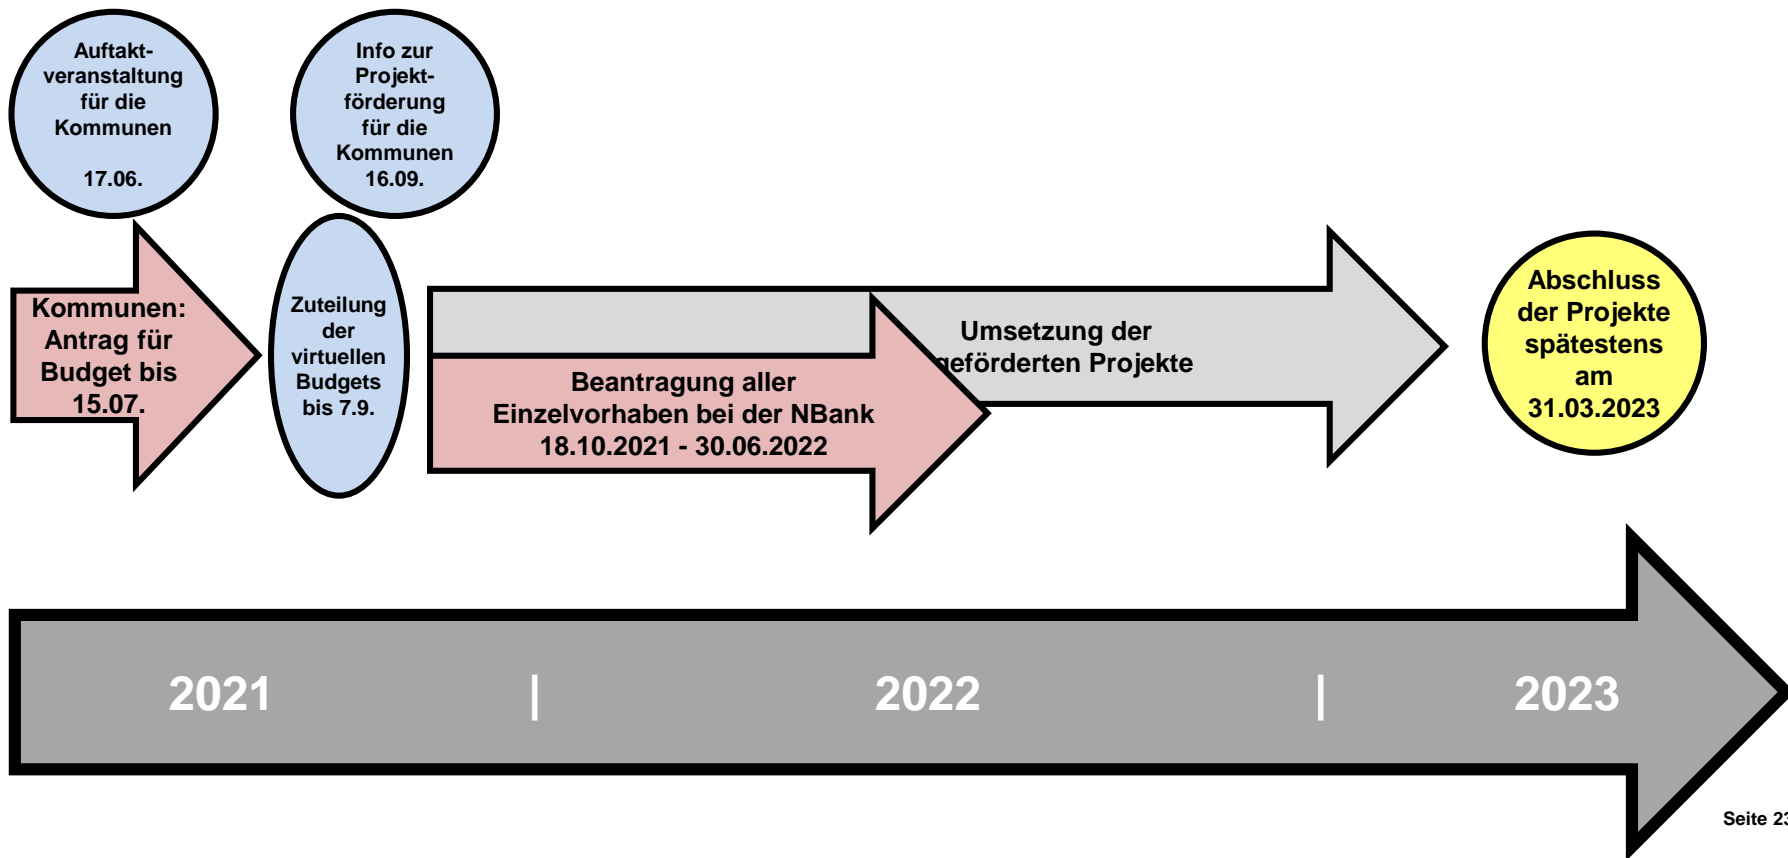 Auftakt-
veranstaltung
für die
Kommunen
17.06.
Info zur
Projekt-
förderung
für die
Kommunen
16.09.
Kommunen:
Antrag für
Budget bis
15.07.
Zuteilung
der
virtuellen
Budgets
bis 7.9.
Umsetzung der
geförderten Projekte
Beantragung aller
Einzelvorhaben bei der NBank
18.10.2021 - 30.06.2022
Abschluss
der Projekte
spätestens
am
31.03.2023
2021 | 2022 | 2023
Seite 23